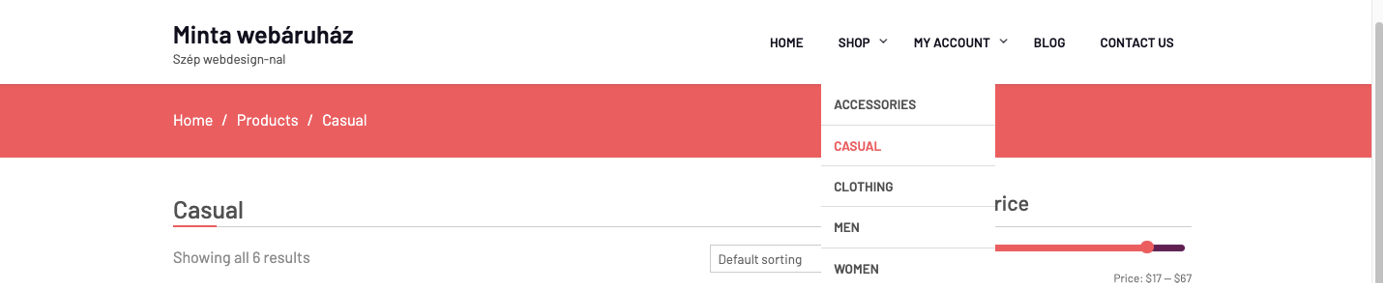 Minta webáruház
Szép webdesign-nal
HOME SHOP MY ACCOUNT BLOG CONTACT US
ACCESSORIES
CASUAL
CLOTHING
MEN
WOMEN
Home / Products / Casual
Casual
rice
Showing all 6 results
Default sorting
Price: $17 — $67